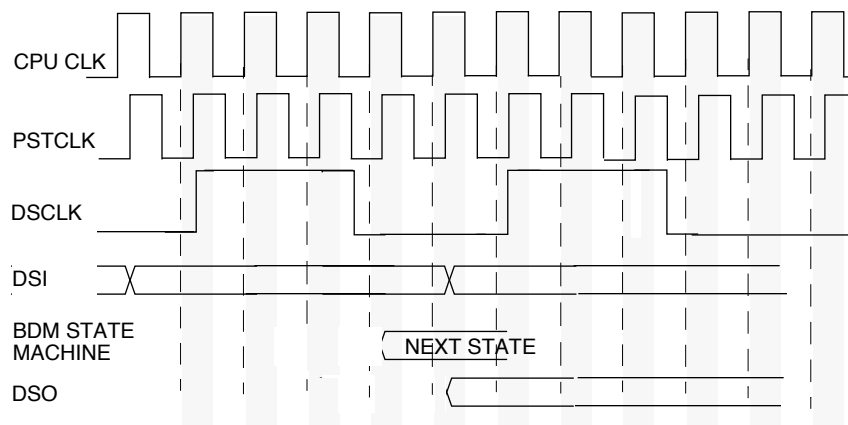 CPU CLK
PSTCLK
DSCLK
DSI
BDM STATE
MACHINE
NEXT STATE
DSO